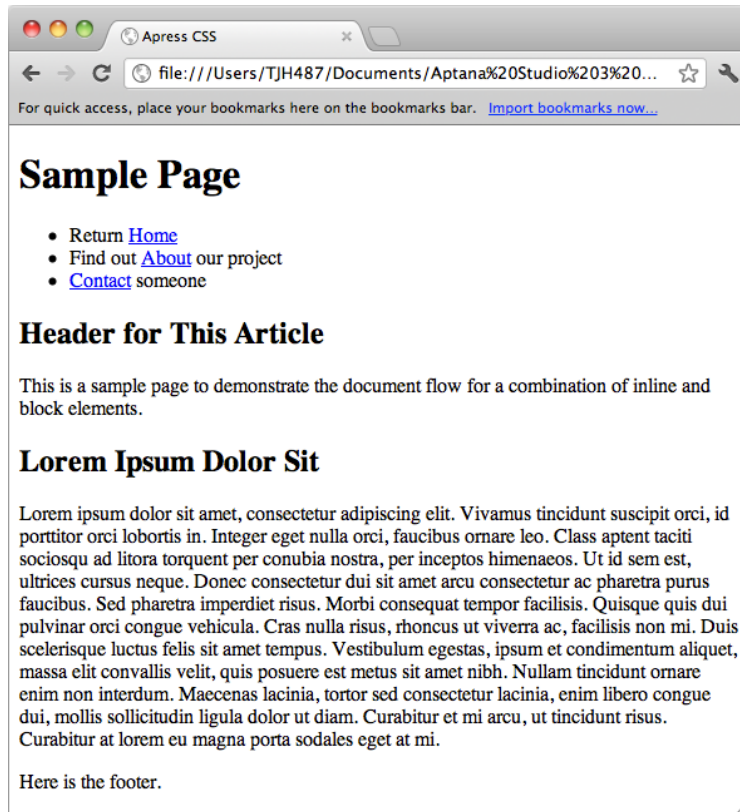 Apress CSS
file:///Users/TJH487/Documents/Aptana%20Studio%203%20...
For quick access, place your bookmarks here on the bookmarks bar. Import bookmarks now...
Sample Page
Return Home
Find out About our project
Contact someone
Header for This Article
This is a sample page to demonstrate the document flow for a combination of inline and
block elements.
Lorem Ipsum Dolor Sit
Lorem ipsum dolor sit amet, consectetur adipiscing elit. Vivamus tincidunt suscipit orci, id
porttitor orci lobortis in. Integer eget nulla orci, faucibus ornare leo. Class aptent taciti
sociosqu ad litora torquent per conubia nostra, per inceptos himenaeos. Ut id sem est,
ultrices cursus neque. Donec consectetur dui sit amet arcu consectetur ac pharetra purus
faucibus. Sed pharetra imperdiet risus. Morbi consequat tempor facilisis. Quisque quis dui
pulvinar orci congue vehicula. Cras nulla risus, rhoncus ut viverra ac, facilisis non mi. Duis
scelerisque luctus felis sit amet tempus. Vestibulum egestas, ipsum et condimentum aliquet,
massa elit convallis velit, quis posuere est metus sit amet nibh. Nullam tincidunt ornare
enim non interdum. Maecenas lacinia, tortor sed consectetur lacinia, enim libero congue
dui, mollis sollicitudin ligula dolor ut diam. Curabitur et mi arcu, ut tincidunt risus.
Curabitur at lorem eu magna porta sodales eget at mi.
Here is the footer.